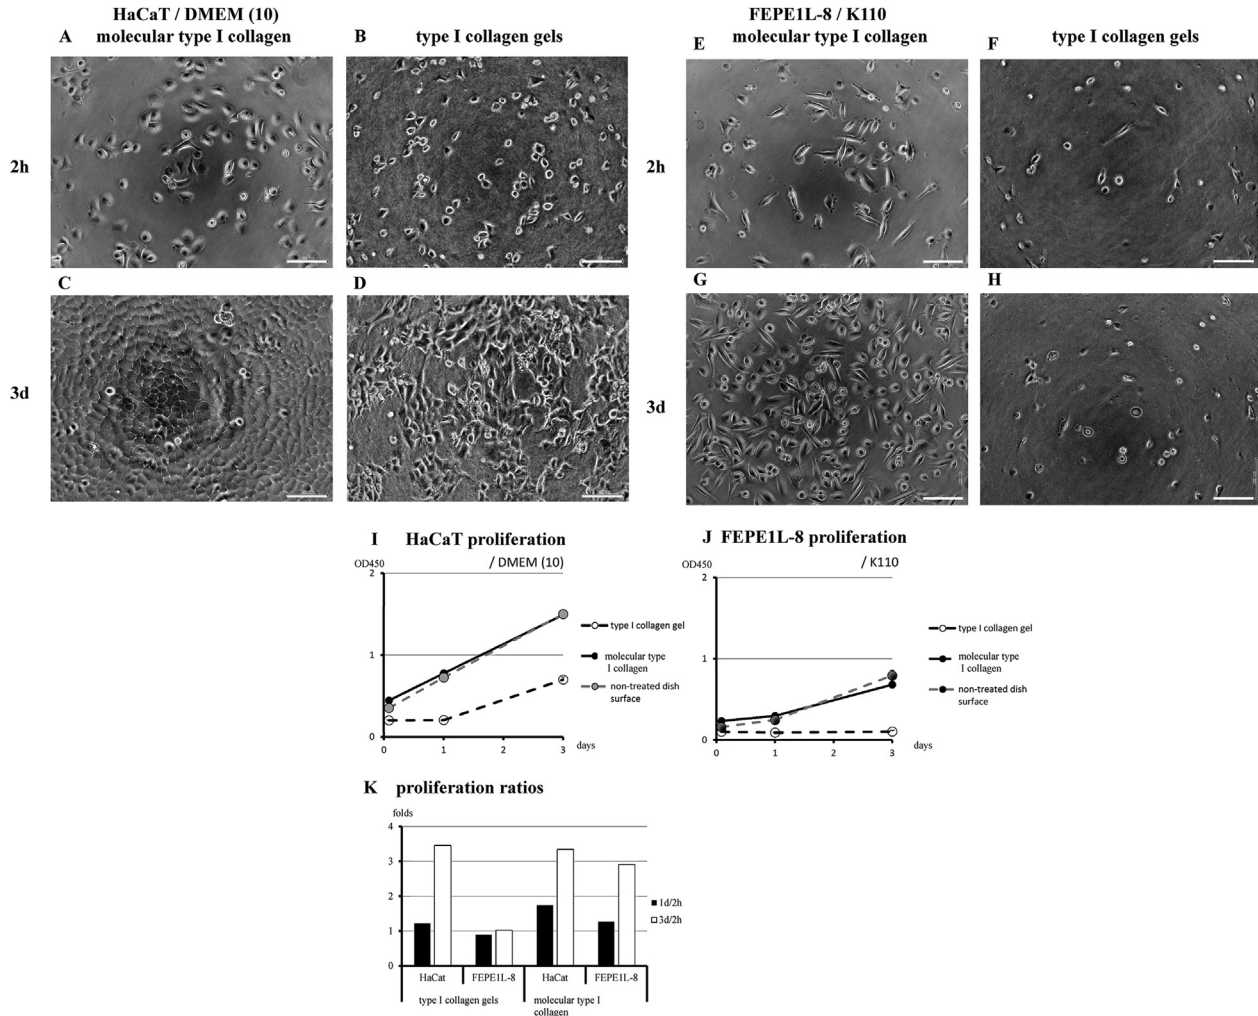 HaCaT / DMEM (10)
A molecular type I collagen
B type I collagen gels
FEPE1L-8 / K110
E molecular type I collagen
F type I collagen gels
2h
2h
C
D
G
H
3d
3d
I HaCaT proliferation
/ DMEM (10)
OD450
2
1
0
0 1 2 3 days
type I collagen gel
molecular type
I collagen
non-treated dish
surface
J FEPE1L-8 proliferation
/ K110
OD450
2
1
0
0 1 2 3 days
type I collagen gel
molecular type
I collagen
non-treated dish
surface
K proliferation ratios
folds
4
3
2
1
0
1d/2h
3d/2h
HaCat FEPE1L-8 HaCat FEPE1L-8
type I collagen gels
molecular type I
collagen